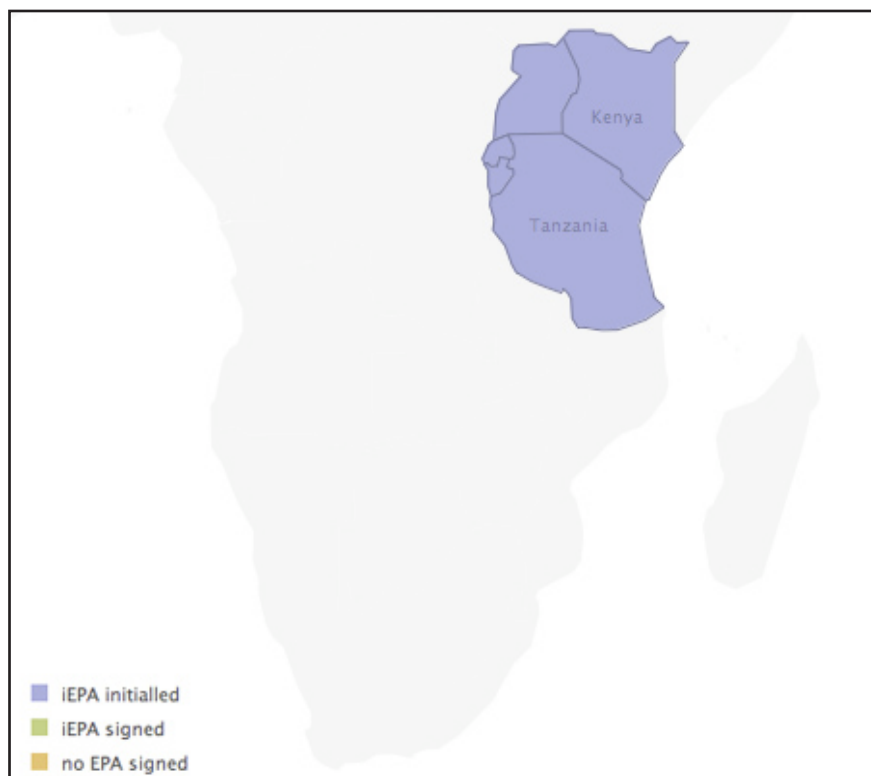 Kenya
Tanzania
iEPA initialled
iEPA signed
no EPA signed